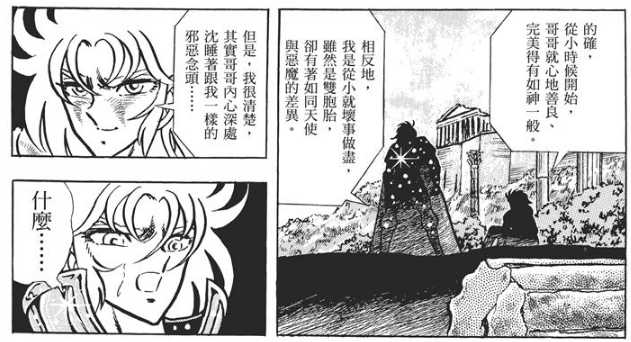 的確，
從小時候開始，
哥哥就心地善良、
完美得有如神一般。
相反地，
我是從小就壞事做盡，
雖然是雙胞胎，
卻有著如同天使
與惡魔的差異。
但是，我很清楚，
其實哥哥內心深處
沈睡著跟我一樣的
邪惡念頭……
什麼……